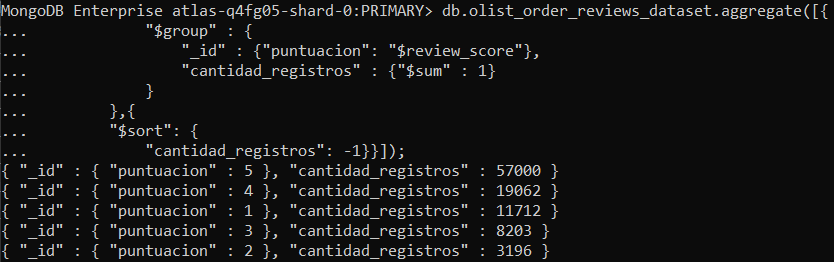 MongoDB Enterprise atlas-q4fg05-shard-0:PRIMARY> db.olist_order_reviews_dataset.aggregate([{
...             "$group" : {
...                 "_id" : {"puntuacion": "$review_score"},
...                 "cantidad_registros" : {"$sum" : 1}
...             }
...         },{
...         "$sort": {
...             "cantidad_registros": -1}}]);
{ "_id" : { "puntuacion" : 5 }, "cantidad_registros" : 57000 }
{ "_id" : { "puntuacion" : 4 }, "cantidad_registros" : 19062 }
{ "_id" : { "puntuacion" : 1 }, "cantidad_registros" : 11712 }
{ "_id" : { "puntuacion" : 3 }, "cantidad_registros" : 8203 }
{ "_id" : { "puntuacion" : 2 }, "cantidad_registros" : 3196 }